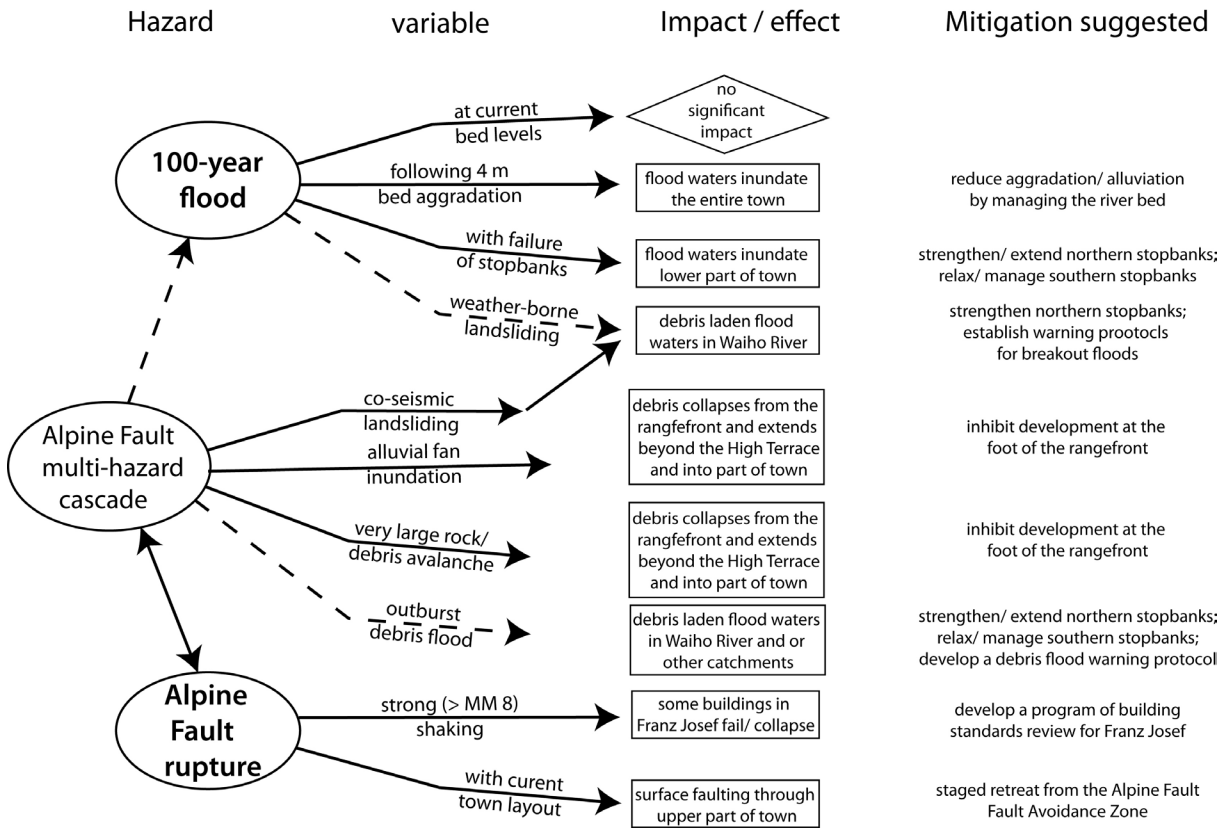 Hazard
variable
Impact / effect
Mitigation suggested
100-year
flood
at current
bed levels
no
significant
impact
following 4 m
bed aggradation
flood waters inundate
the entire town
reduce aggradation/ alluviation
by managing the river bed
with failure
of stopbanks
flood waters inundate
lower part of town
strengthen/ extend northern stopbanks;
relax/ manage southern stopbanks
weather-borne
landsliding
debris laden flood
waters in Waiho River
strengthen northern stopbanks;
establish warning prootocls
for breakout floods
Alpine Fault
multi-hazard
cascade
co-seismic
landsliding
alluvial fan
inundation
debris collapses from the
rangfefront and extends
beyond the High Terrace
and into part of town
inhibit development at the
foot of the rangefront
very large rock/
debris avalanche
debris collapses from the
rangfefront and extends
beyond the High Terrace
and into part of town
inhibit development at the
foot of the rangefront
outburst
debris flood
debris laden flood waters
in Waiho River and or
other catchments
strengthen/ extend northern stopbanks;
relax/ manage southern stopbanks;
develop a debris flood warning protocol
Alpine
Fault
rupture
strong (> MM 8)
shaking
some buildings in
Franz Josef fail/ collapse
develop a program of building
standards review for Franz Josef
with curent
town layout
surface faulting through
upper part of town
staged retreat from the Alpine Fault
Fault Avoidance Zone